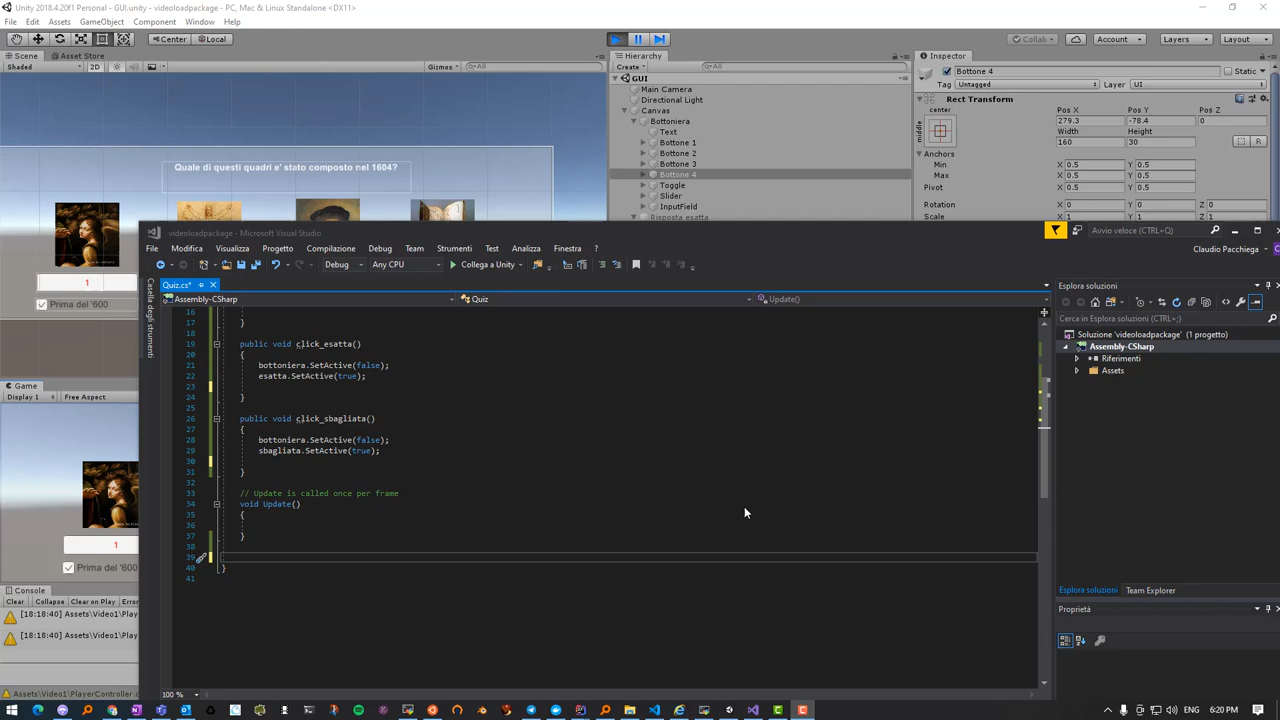 Unity 2018.4.20f1 Personal - GUI.unity - videoloadpackage - PC, Mac & Linux Standalone <DX11>
File Edit Assets GameObject Component Window Help
Center Local
Collab Account Layers Layout
Scene Asset Store
Shaded 2D Gizmos All
Hierarchy
Create All
GUI
Main Camera
Directional Light
Canvas
Bottoniera
Text
Bottone 1
Bottone 2
Bottone 3
Bottone 4
Toggle
Slider
InputField
Risposta esatta
Inspector
Bottone 4 Static
Tag Untagged Layer UI
Rect Transform
center
middle
Pos X Pos Y Pos Z
279.3 -78.4 0
Width Height
160 30
R
Anchors
Min X 0.5 Y 0.5
Max X 0.5 Y 0.5
Pivot X 0.5 Y 0.5
Rotation X 0 Y 0 Z 0
Scale X 1 Y 1 Z 1
Quale di questi quadri e' stato composto nel 1604?
1
Prima del '600
Game
Display 1 Free Aspect
1
Prima del '600
Console
Clear Collapse Clear on Play Erro
[18:18:40] Assets\Video1\Play
[18:18:40] Assets\Video1\Play
Assets\Video1\PlayerController.c
videoloadpackage - Microsoft Visual Studio
Avvio veloce (CTRL+Q)
File Modifica Visualizza Progetto Compilazione Debug Team Strumenti Test Analizza Finestra ?
Claudio Pacchiega
Debug Any CPU Collega a Unity
Casella degli strumenti
Quiz.cs*
Assembly-CSharp Quiz Update()
16
17 }
18
19 public void click_esatta()
20 {
21 bottoniera.SetActive(false);
22 esatta.SetActive(true);
23
24 }
25
26 public void click_sbagliata()
27 {
28 bottoniera.SetActive(false);
29 sbagliata.SetActive(true);
30
31 }
32
33 // Update is called once per frame
34 void Update()
35 {
36
37 }
38
39
40 }
41
100 %
Esplora soluzioni
Cerca in Esplora soluzioni (CTRL+;)
Soluzione 'videoloadpackage' (1 progetto)
Assembly-CSharp
Riferimenti
Assets
Esplora soluzioni Team Explorer
Proprietà
ENG 6:20 PM